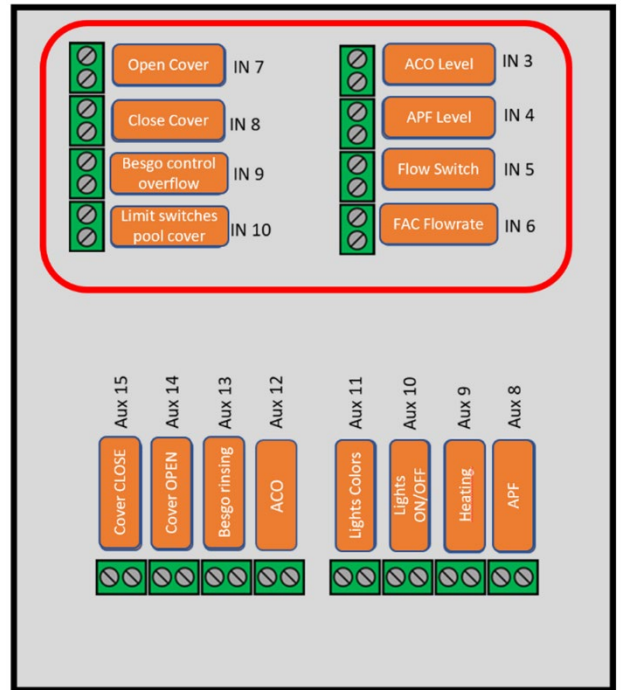 Open Cover IN 7
Close Cover IN 8
Besgo control
overflow IN 9
Limit switches
pool cover IN 10
ACO Level IN 3
APF Level IN 4
Flow Switch IN 5
FAC Flowrate IN 6
Aux 15
Cover CLOSE
Aux 14
Cover OPEN
Aux 13
Besgo rinsing
Aux 12
ACO
Aux 11
Lights Colors
Aux 10
Lights
ON/OFF
Aux 9
Heating
Aux 8
APF